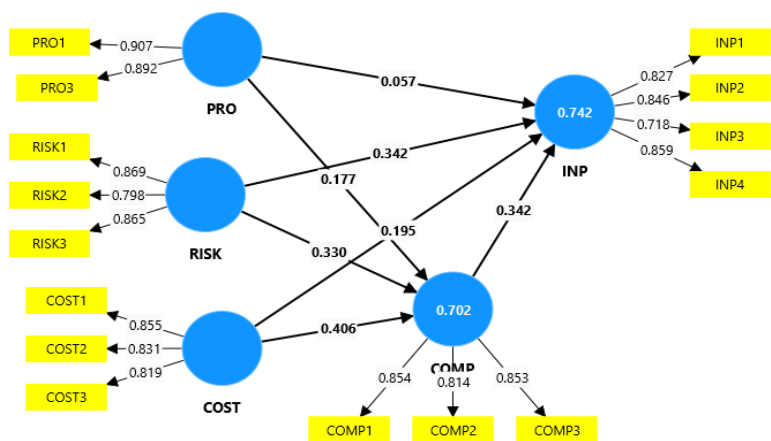 PRO1
0.907
0.892
PRO3
PRO
0.057
0.177
INP1
0.827
INP2
0.846
0.742
0.718
INP3
0.859
INP4
INP
RISK1
0.869
RISK2
0.798
0.865
RISK3
RISK
0.342
0.330
0.195
0.342
COST1
0.855
COST2
0.831
0.819
COST3
COST
0.406
0.702
COMP
0.854
0.814
0.853
COMP1
COMP2
COMP3